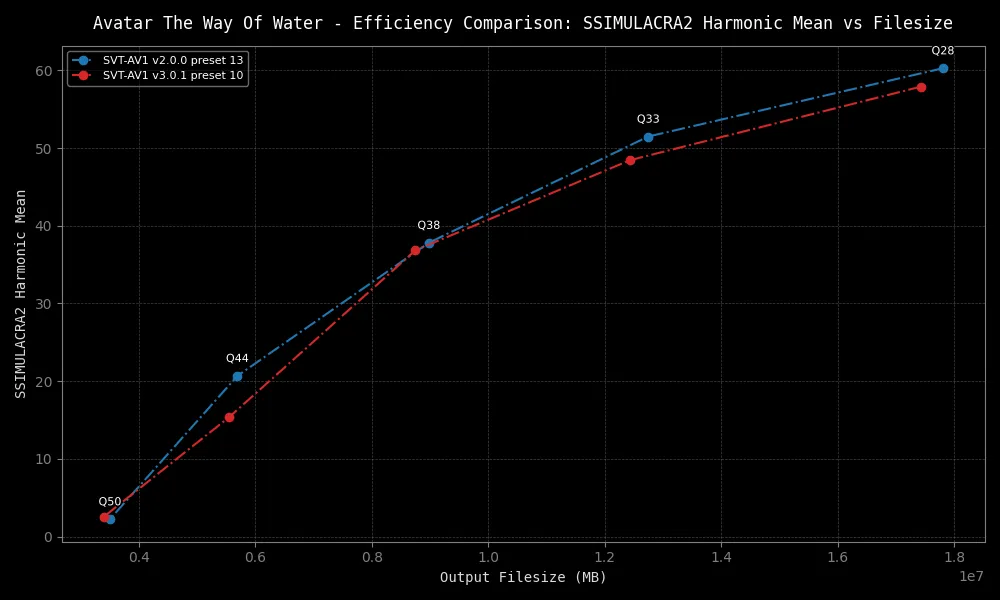 Avatar The Way Of Water - Efficiency Comparison: SSIMULACRA2 Harmonic Mean vs Filesize
SVT-AV1 v2.0.0 preset 13
SVT-AV1 v3.0.1 preset 10
Q28
Q33
Q38
Q44
Q50
SSIMULACRA2 Harmonic Mean
60
50
40
30
20
10
0
0.4 0.6 0.8 1.0 1.2 1.4 1.6 1.8
1e7
Output Filesize (MB)